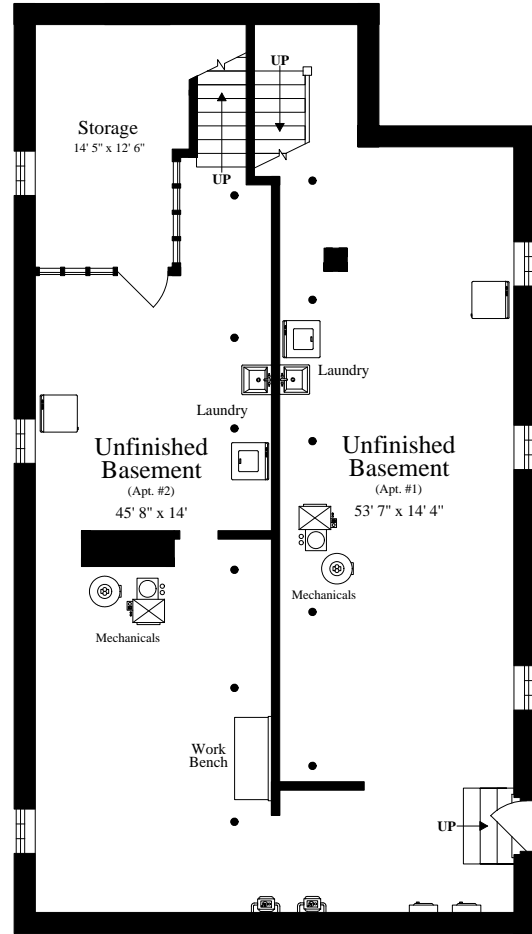 UP
Storage
14' 5" x 12' 6"
UP
Laundry
Laundry
Unfinished
Basement
(Apt. #2)
45' 8" x 14'
Unfinished
Basement
(Apt. #1)
53' 7" x 14' 4"
Mechanicals
Mechanicals
Work
Bench
UP